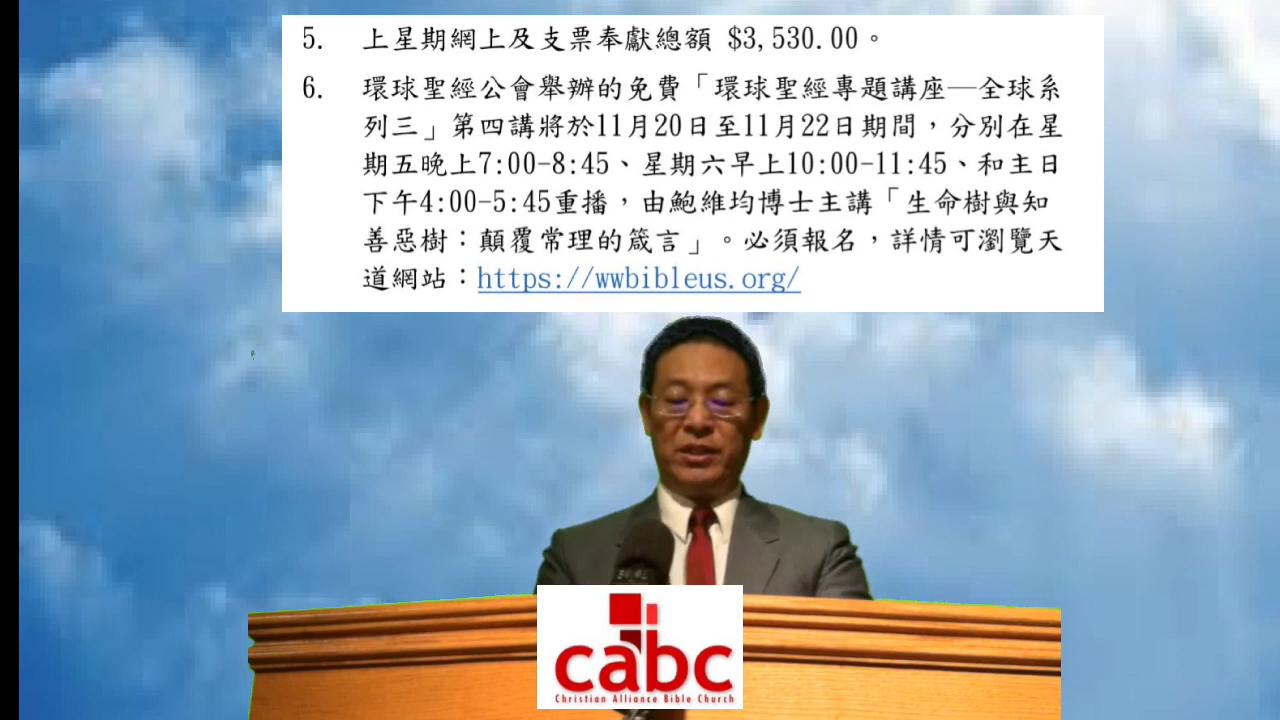 5. 上星期網上及支票奉獻總額 $3,530.00。
6. 環球聖經公會舉辦的免費「環球聖經專題講座—全球系
列三」第四講將於11月20日至11月22日期間，分別在星
期五晚上7:00-8:45、星期六早上10:00-11:45、和主日
下午4:00-5:45重播，由鮑維均博士主講「生命樹與知
善惡樹：顛覆常理的箴言」。必須報名，詳情可瀏覽天
道網站：https://wwbibleus.org/
cabc
Christian Alliance Bible Church